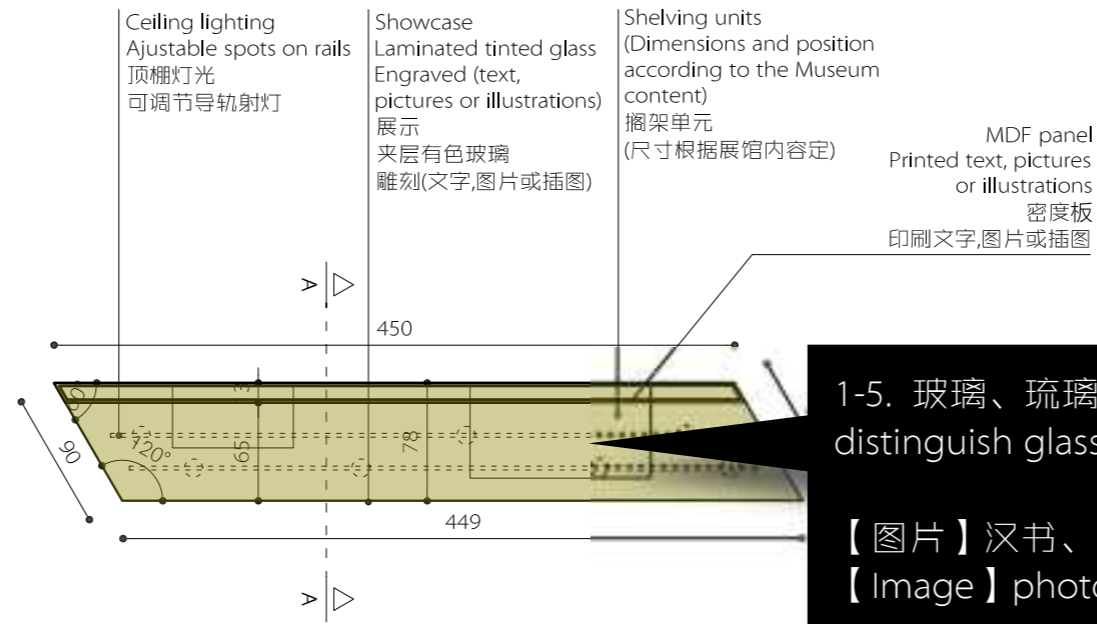 Ceiling lighting
Ajustable spots on rails
顶棚灯光
可调节导轨射灯
Showcase
Laminated tinted glass
Engraved (text,
pictures or illustrations)
展示
夹层有色玻璃
雕刻(文字,图片或插图)
Shelving units
(Dimensions and position
according to the Museum
content)
搁架单元
(尺寸根据展馆内容定)
MDF panel
Printed text, pictures
or illustrations
密度板
印刷文字,图片或插图
A
450
3
60
90
120°
65
78
449
A
1-5. 玻璃、琉璃
distinguish glass
【图片】汉书、
【Image】photo